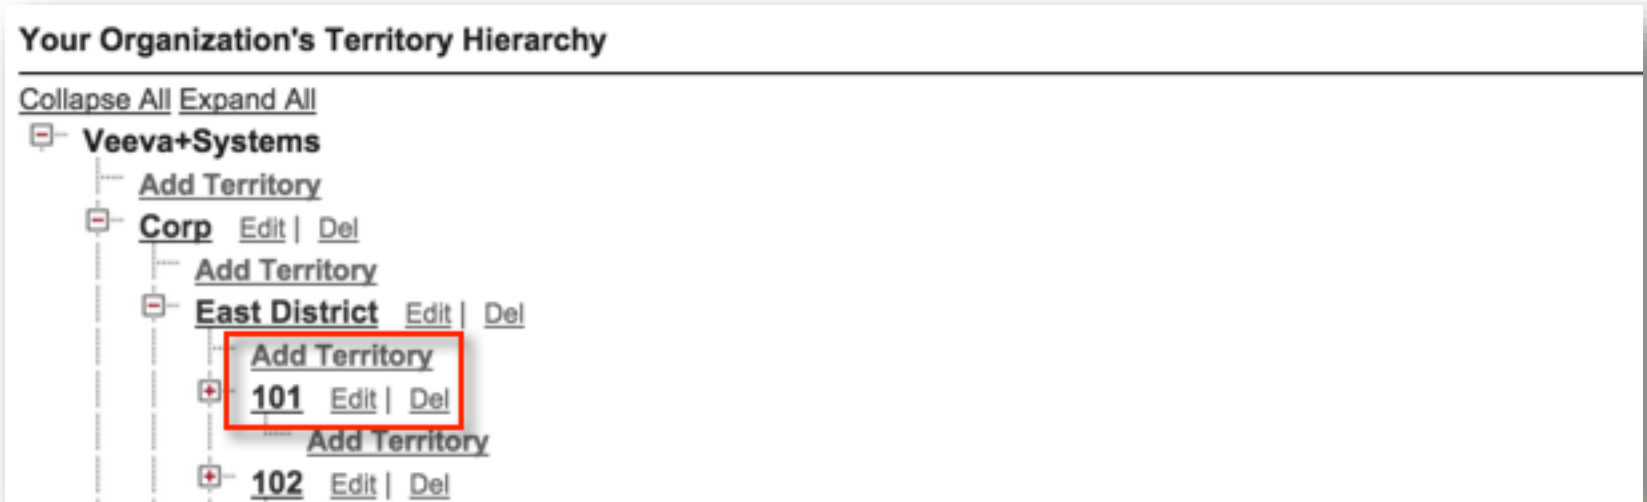 Your Organization's Territory Hierarchy
Collapse All Expand All
Veeva+Systems
Add Territory
Corp Edit | Del
Add Territory
East District Edit | Del
Add Territory
101 Edit | Del
Add Territory
102 Edit | Del